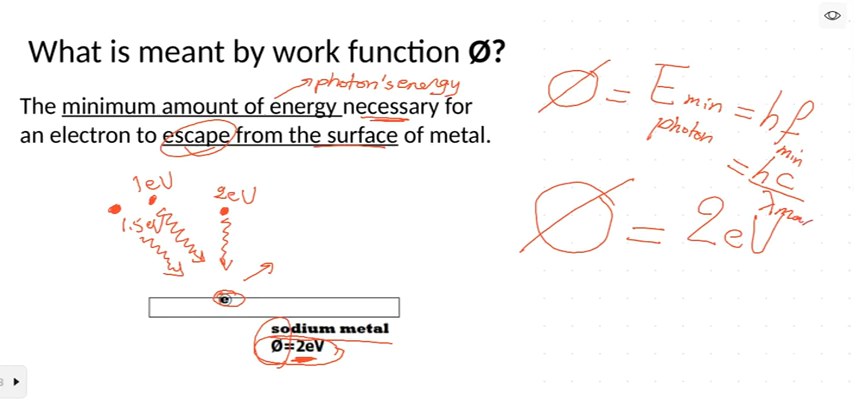 What is meant by work function Ø?
photon's energy
The minimum amount of energy necessary for
an electron to escape from the surface of metal.
1eV
2eV
1.5eV
e
sodium metal
Ø=2eV
Ø = E min photon = hf min
= hc / λmax
Ø = 2eV